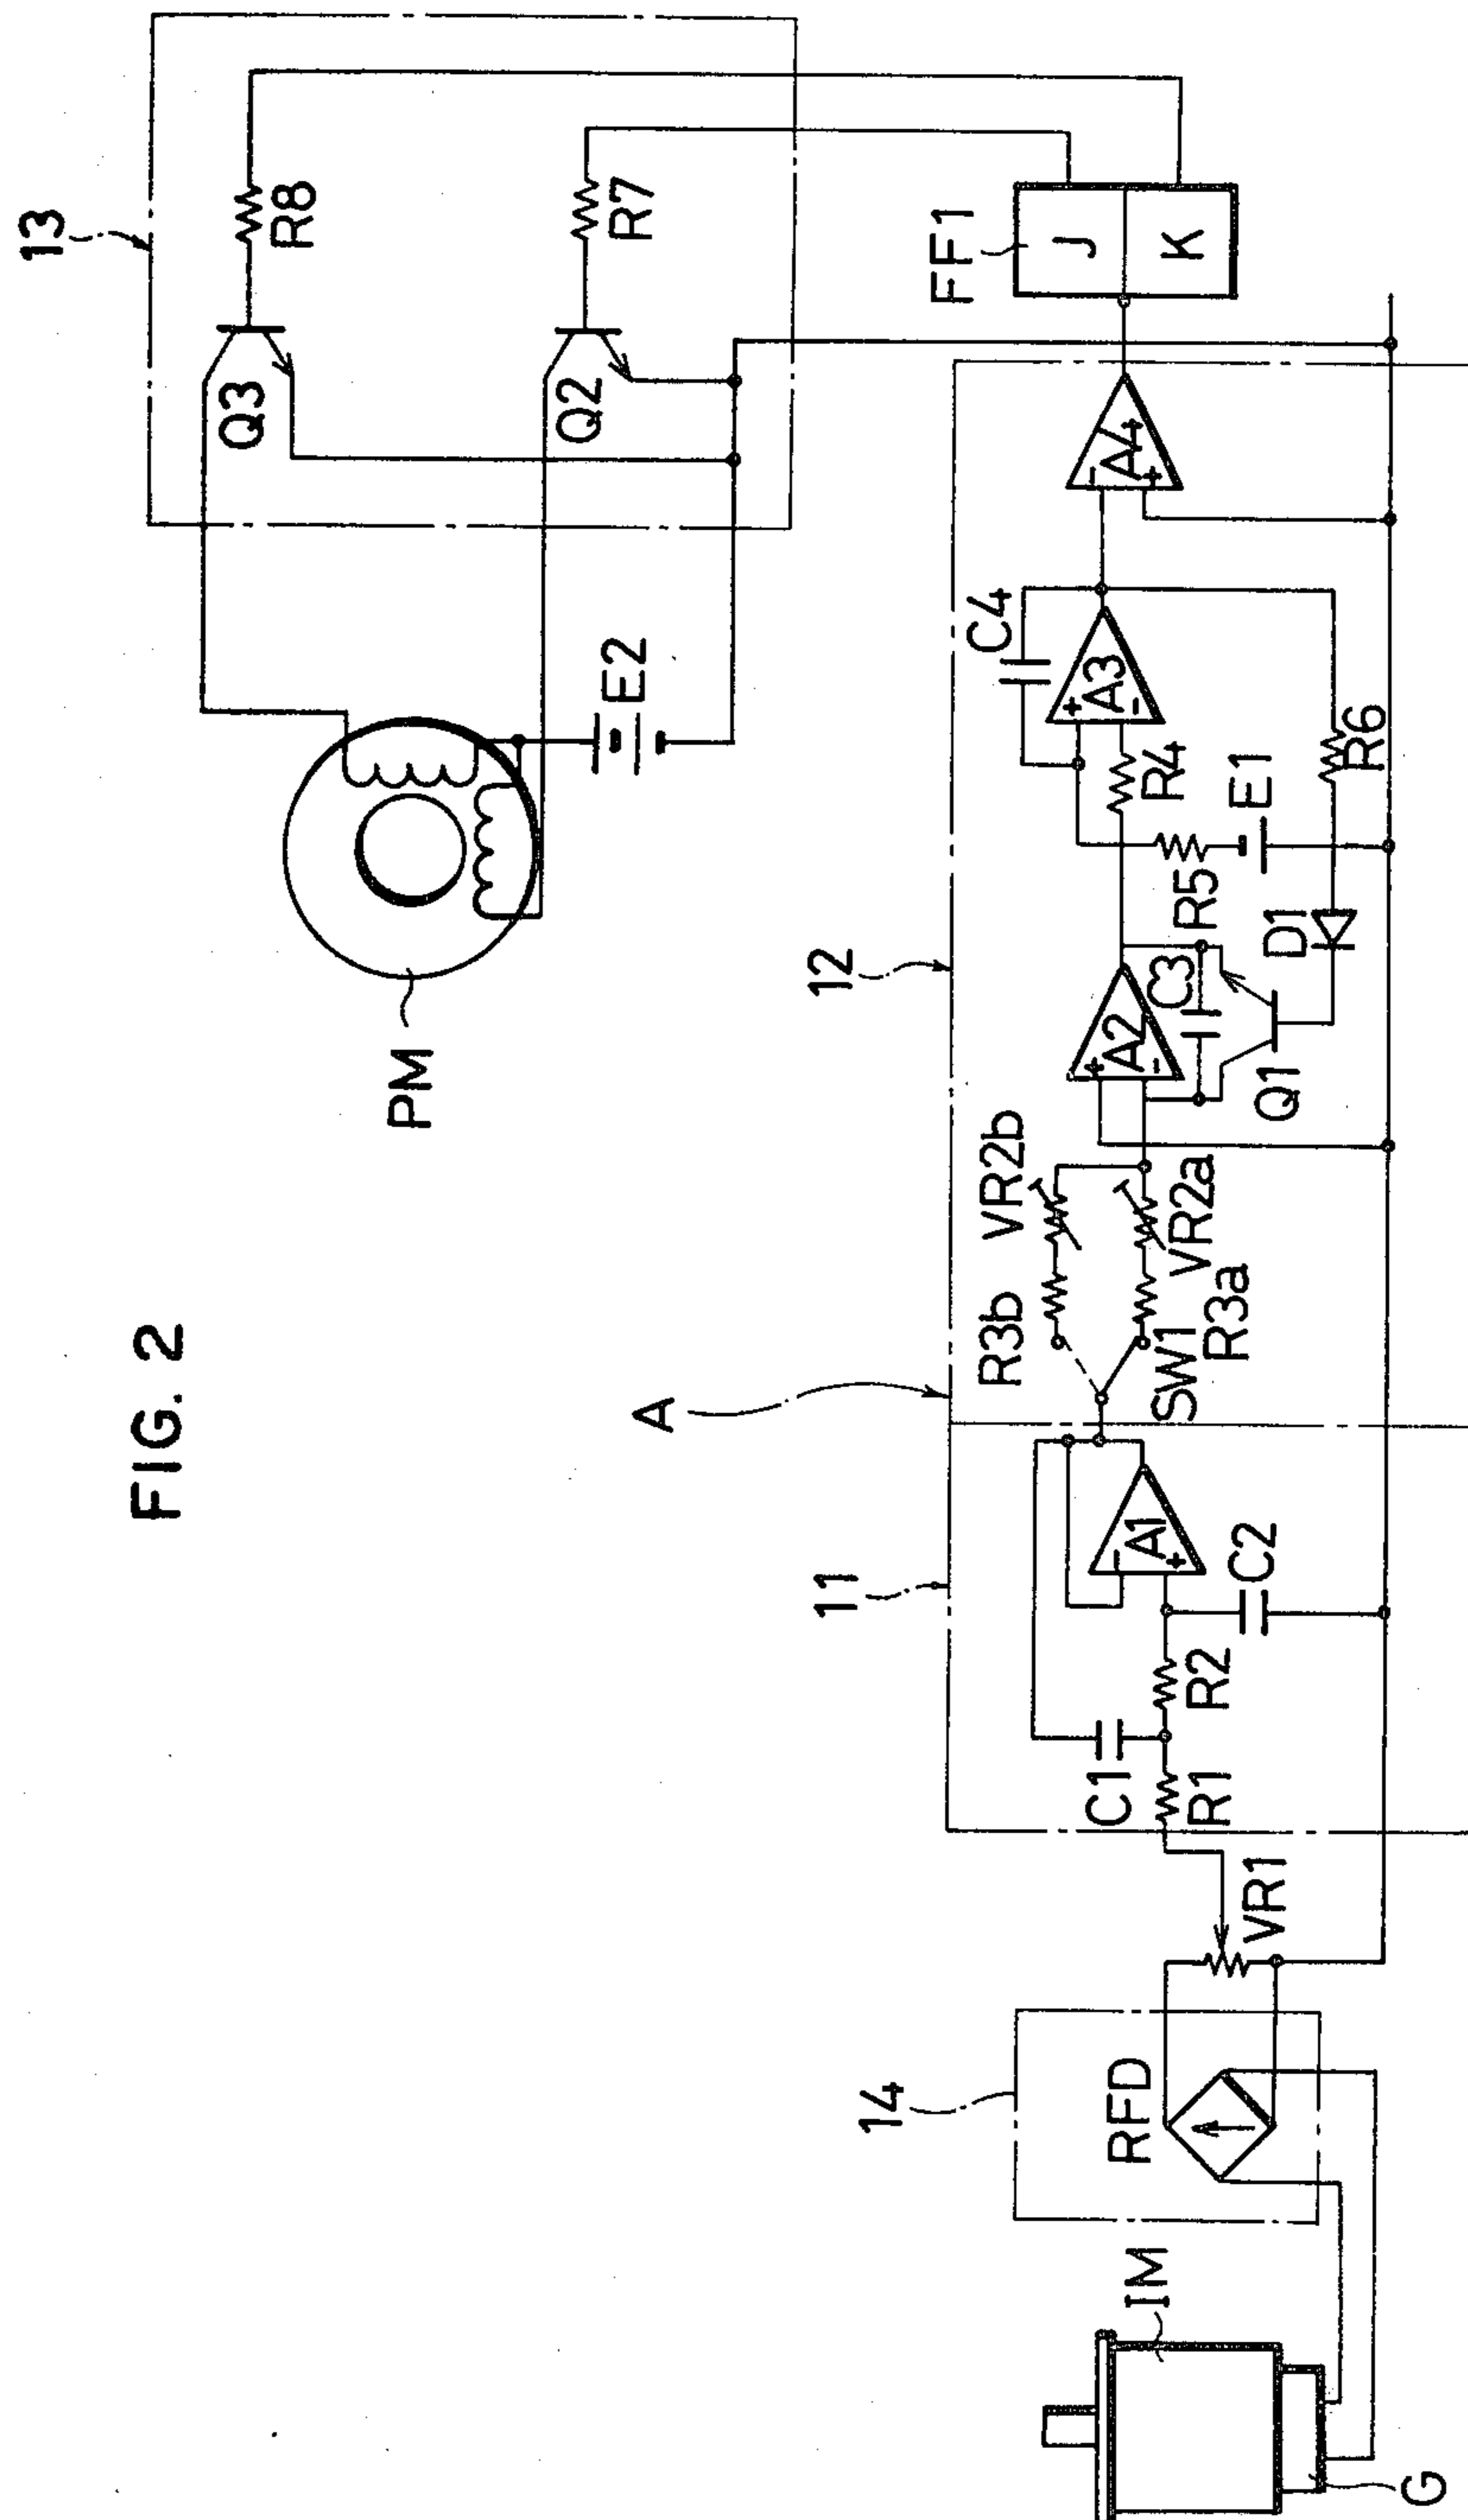 FIG. 2
13
R8
Q3
R7
Q2
PM
E2
FF1
J
K
A
11
12
14
IM
G
RFD
VR1
R1
C1
R2
C2
- A1 +
SW1
R3b
VR2b
R3a
VR2a
+ A2 -
C3
Q1
D1
R4
R5
E1
R6
C4
+ A3 -
- A4 +